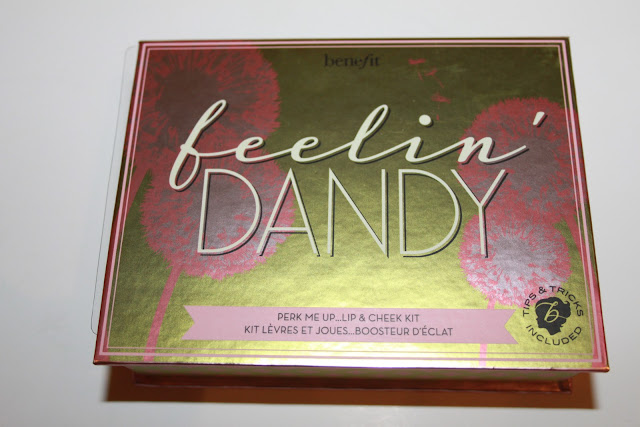 benefit
feelin'
DANDY
PERK ME UP...LIP & CHEEK KIT
KIT LÈVRES ET JOUES...BOOSTEUR D'ÉCLAT
TIPS & TRICKS
b
INCLUDED